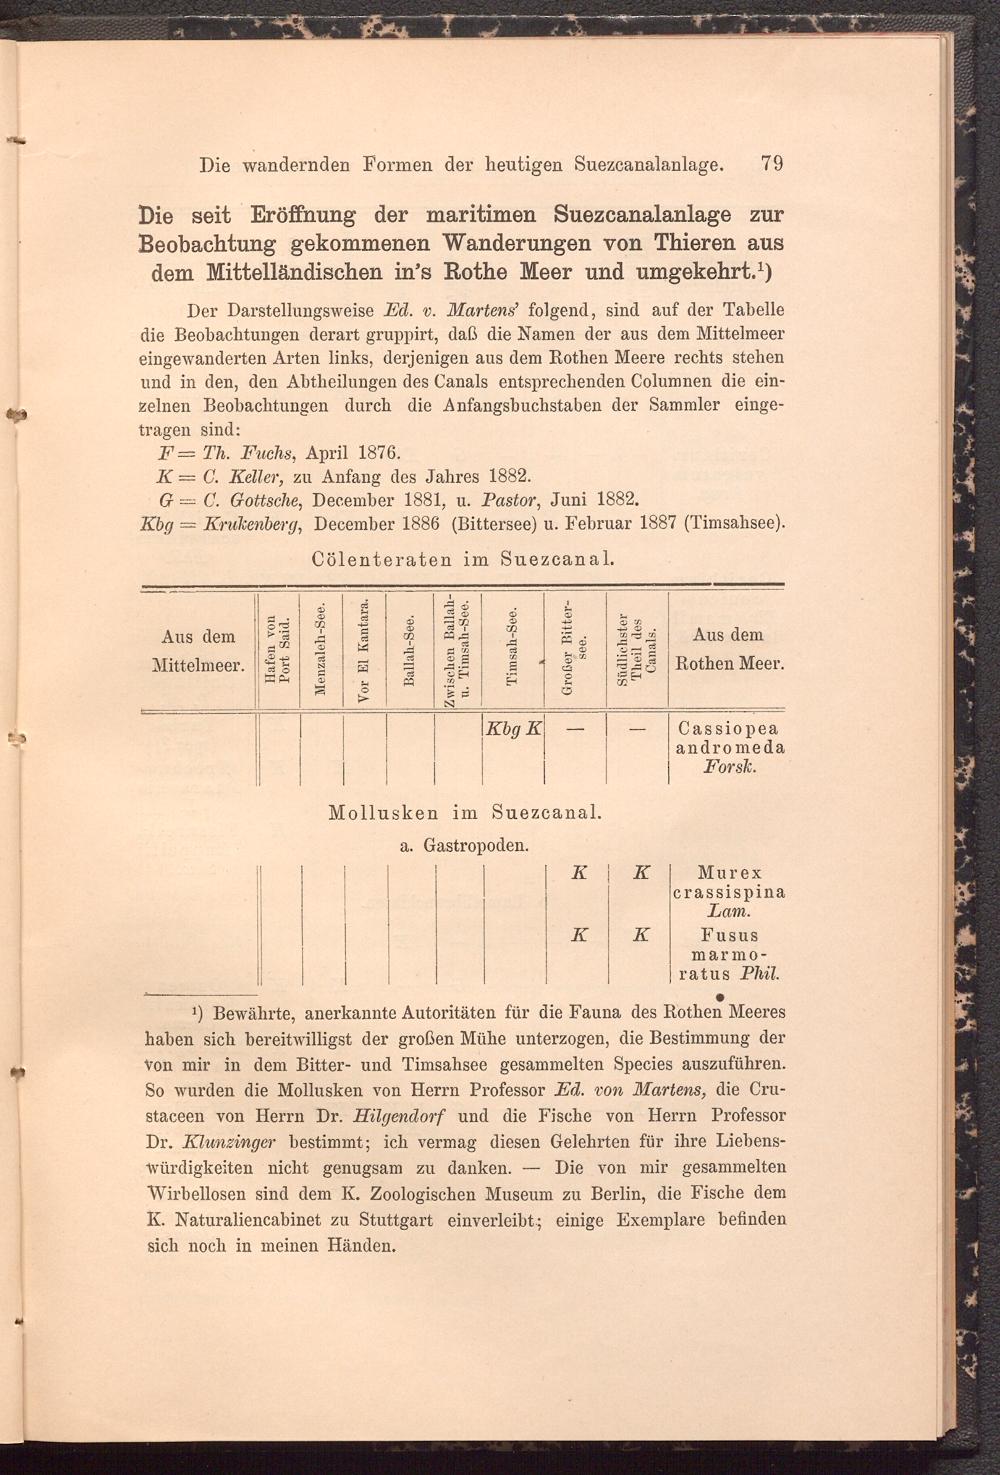 Die wandernden Formen der heutigen Suezcanalanlage. 79
Die seit Eröffnung der maritimen Suezcanalanlage zur
Beobachtung gekommenen Wanderungen von Thieren aus
dem Mittelländischen in's Rothe Meer und umgekehrt.¹)
Der Darstellungsweise Ed. v. Martens' folgend, sind auf der Tabelle
die Beobachtungen derart gruppirt, daß die Namen der aus dem Mittelmeer
eingewanderten Arten links, derjenigen aus dem Rothen Meere rechts stehen
und in den, den Abtheilungen des Canals entsprechenden Columnen die ein-
zelnen Beobachtungen durch die Anfangsbuchstaben der Sammler einge-
tragen sind:
F = Th. Fuchs, April 1876.
K = C. Keller, zu Anfang des Jahres 1882.
G = C. Gottsche, December 1881, u. Pastor, Juni 1882.
Kbg = Krukenberg, December 1886 (Bittersee) u. Februar 1887 (Timsahsee).
Cölenteraten im Suezcanal.
Aus dem
Mittelmeer.
Hafen von
Port Said.
Menzaleh-See.
Vor El Kantara.
Ballah-See.
Zwischen Ballah-
u. Timsah-See.
Timsah-See.
Großer Bitter-
see.
Südlichster
Theil des
Canals.
Aus dem
Rothen Meer.
Kbg K — — Cassiopea
andromeda
Forsk.
Mollusken im Suezcanal.
a. Gastropoden.
K K Murex
crassispina
Lam.
K K Fusus
marmo-
ratus Phil.
¹) Bewährte, anerkannte Autoritäten für die Fauna des Rothen Meeres
haben sich bereitwilligst der großen Mühe unterzogen, die Bestimmung der
von mir in dem Bitter- und Timsahsee gesammelten Species auszuführen.
So wurden die Mollusken von Herrn Professor Ed. von Martens, die Cru-
staceen von Herrn Dr. Hilgendorf und die Fische von Herrn Professor
Dr. Klunzinger bestimmt; ich vermag diesen Gelehrten für ihre Liebens-
würdigkeiten nicht genugsam zu danken. — Die von mir gesammelten
Wirbellosen sind dem K. Zoologischen Museum zu Berlin, die Fische dem
K. Naturaliencabinet zu Stuttgart einverleibt; einige Exemplare befinden
sich noch in meinen Händen.